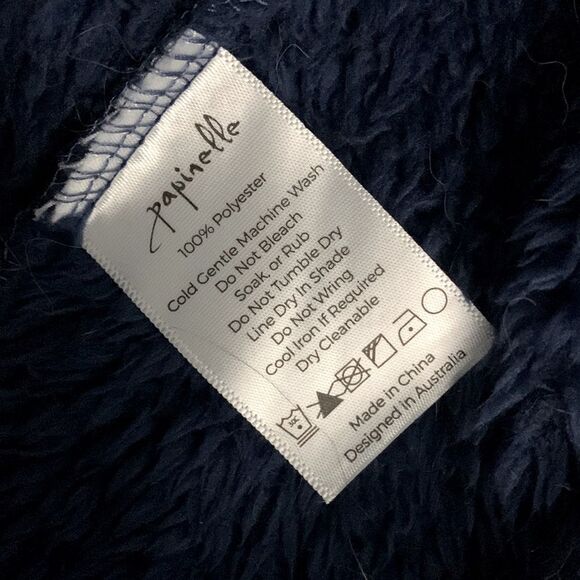 papinelle
100% Polyester
Cold Gentle Machine Wash
Do Not Bleach
Soak, or Rub
Do Not Tumble Dry
Line Dry In Shade
Do Not Wring
Cool Iron If Required
Dry Cleanable
30C
Made in China
Designed in Australia